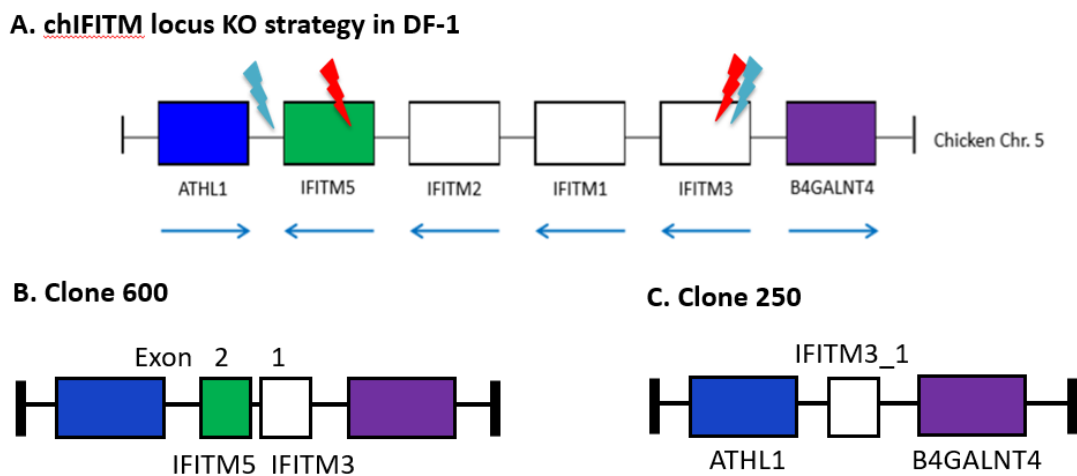 A. chIFITM locus KO strategy in DF-1
Chicken Chr. 5
ATHL1 IFITM5 IFITM2 IFITM1 IFITM3 B4GALNT4
B. Clone 600
Exon 2 1
IFITM5 IFITM3
C. Clone 250
IFITM3_1
ATHL1 B4GALNT4